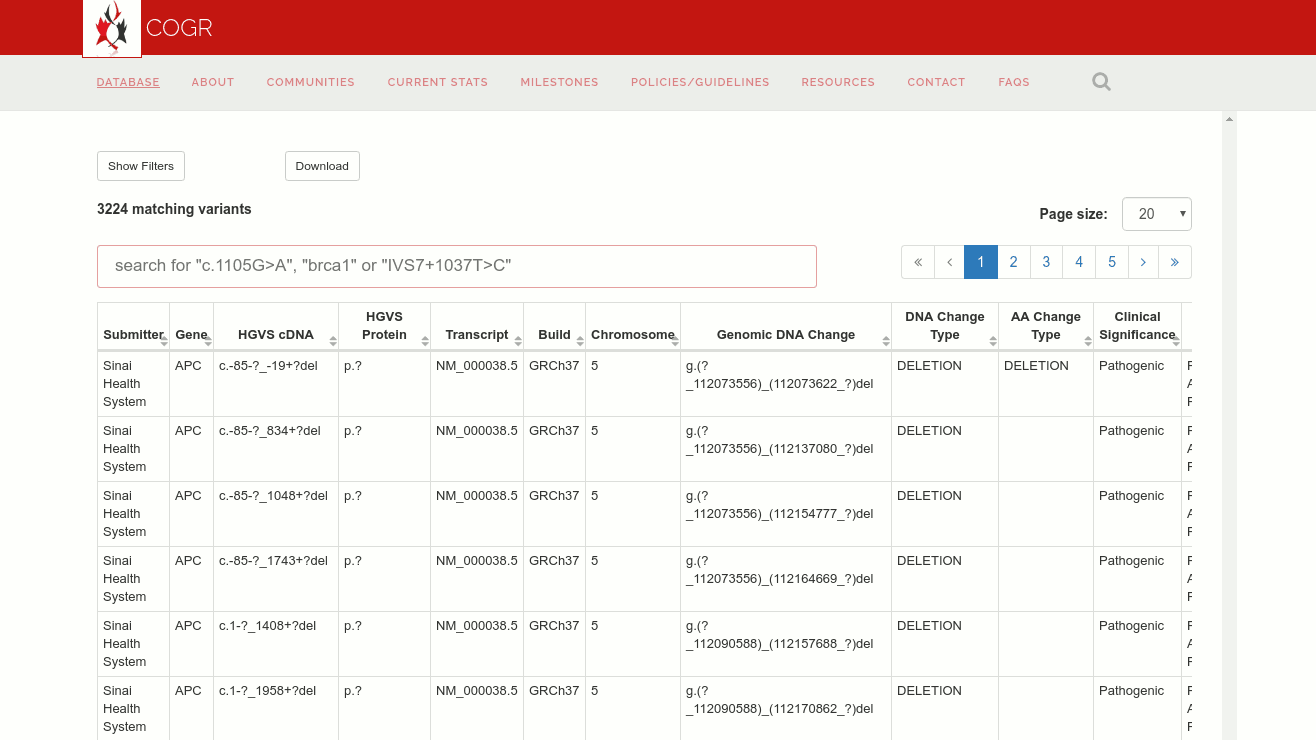 COGR
DATABASE ABOUT COMMUNITIES CURRENT STATS MILESTONES POLICIES/GUIDELINES RESOURCES CONTACT FAQS
Show Filters Download
3224 matching variants
Page size: 20
search for "c.1105G>A", "brca1" or "IVS7+1037T>C"
« ‹ 1 2 3 4 5 › »
HGVS DNA Change AA Change Clinical
Submitter Gene HGVS cDNA Protein Transcript Build Chromosome Genomic DNA Change Type Type Significance
Sinai APC c.-85-?_-19+?del p.? NM_000038.5 GRCh37 5 g.(? DELETION DELETION Pathogenic
Health _112073556)_(112073622_?)del
System
Sinai APC c.-85-?_834+?del p.? NM_000038.5 GRCh37 5 g.(? DELETION Pathogenic
Health _112073556)_(112137080_?)del
System
Sinai APC c.-85-?_1048+?del p.? NM_000038.5 GRCh37 5 g.(? DELETION Pathogenic
Health _112073556)_(112154777_?)del
System
Sinai APC c.-85-?_1743+?del p.? NM_000038.5 GRCh37 5 g.(? DELETION Pathogenic
Health _112073556)_(112164669_?)del
System
Sinai APC c.1-?_1408+?del p.? NM_000038.5 GRCh37 5 g.(? DELETION Pathogenic
Health _112090588)_(112157688_?)del
System
Sinai APC c.1-?_1958+?del p.? NM_000038.5 GRCh37 5 g.(? DELETION Pathogenic
Health _112090588)_(112170862_?)del
System